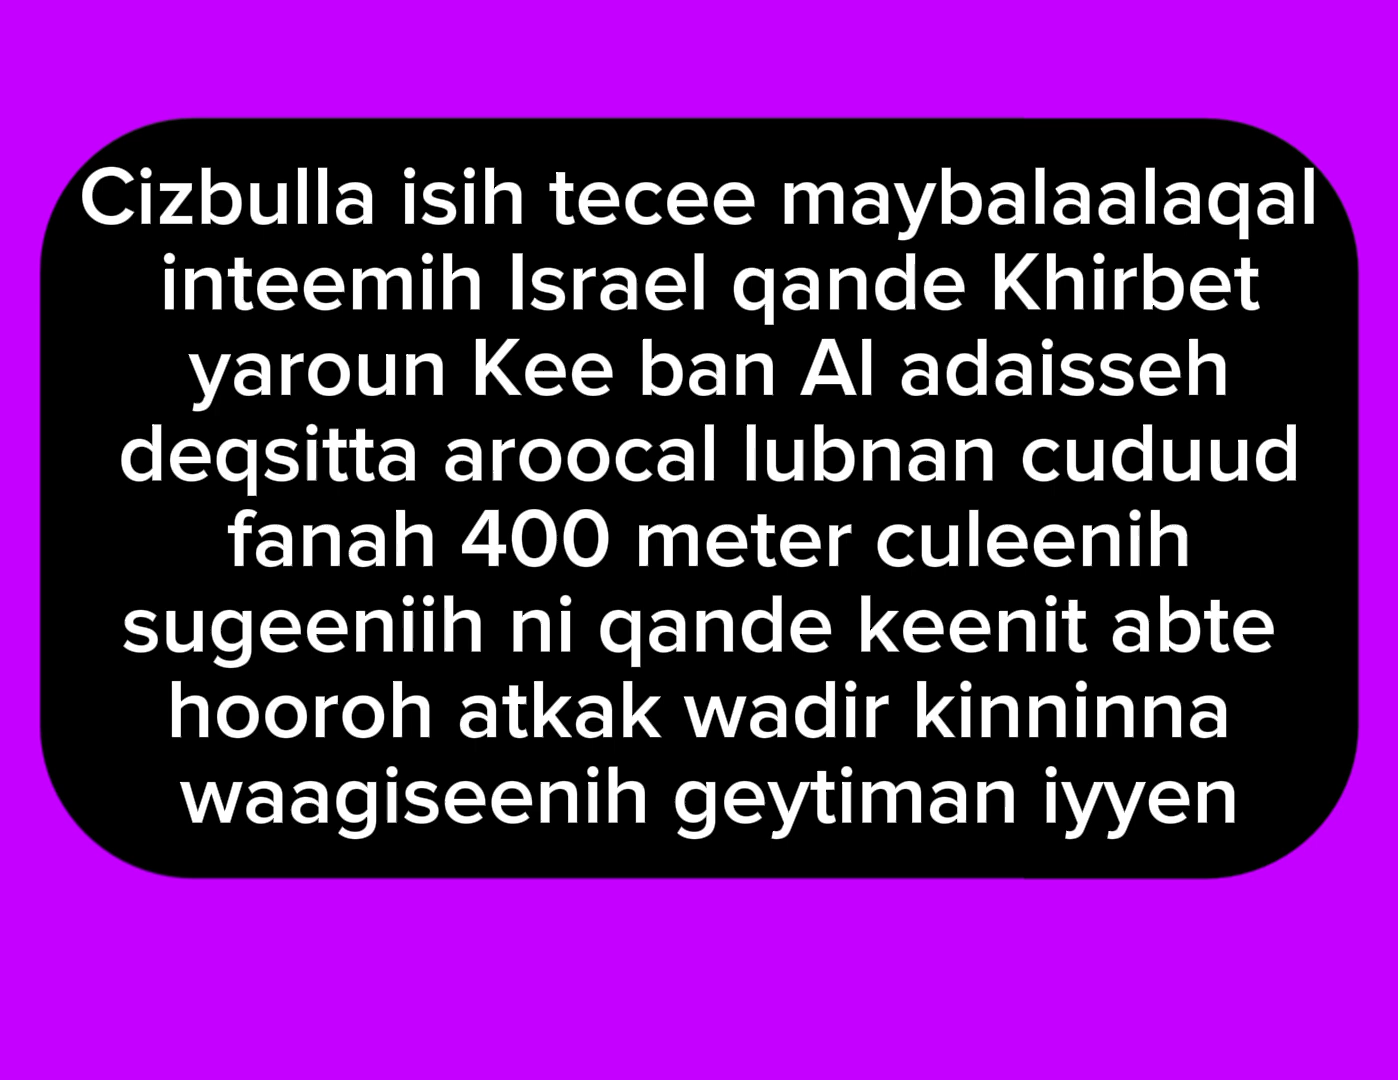 Cizbulla isih tecee maybalaalaqal
inteemih Israel qande Khirbet
yaroun Kee ban Al adaisseh
deqsitta aroocal lubnan cuduud
fanah 400 meter culeenih
sugeeniih ni qande keenit abte
hooroh atkak wadir kinninna
waagiseenih geytiman iyyen